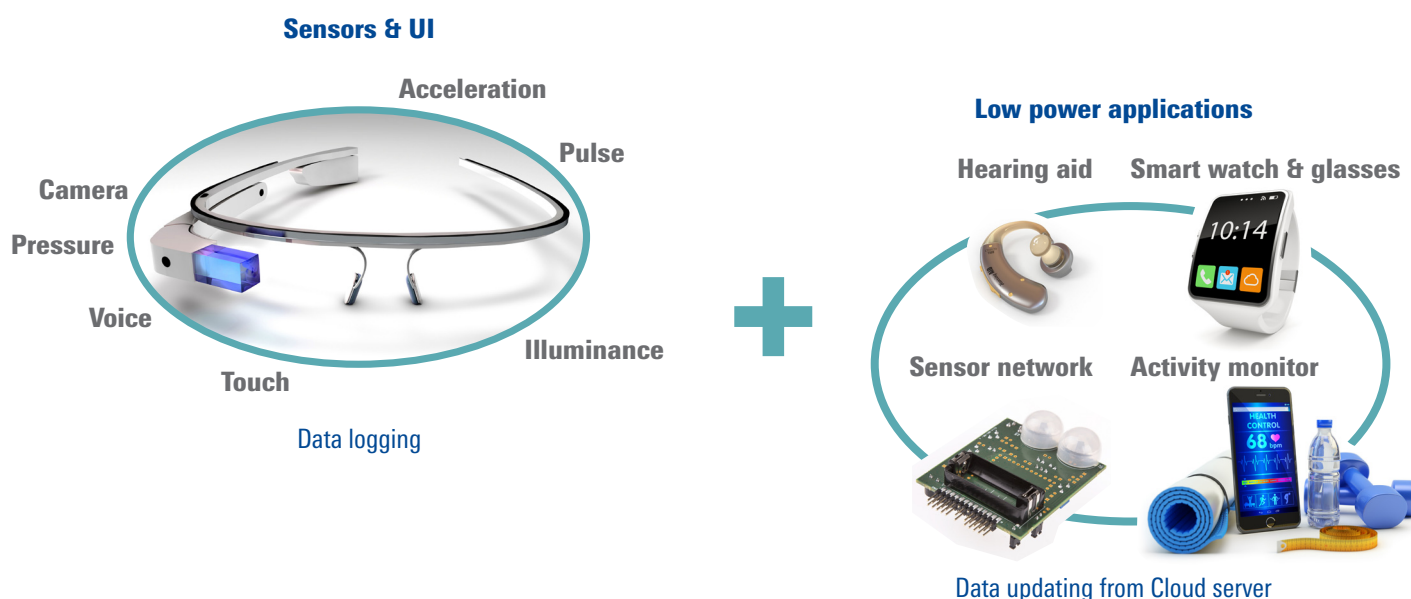 Sensors & UI
Acceleration
Pulse
Camera
Pressure
Voice
Touch
Illuminance
Data logging
Low power applications
Hearing aid
Smart watch & glasses
10:14
Sensor network
Activity monitor
HEALTH
CONTROL
68 bpm
Data updating from Cloud server